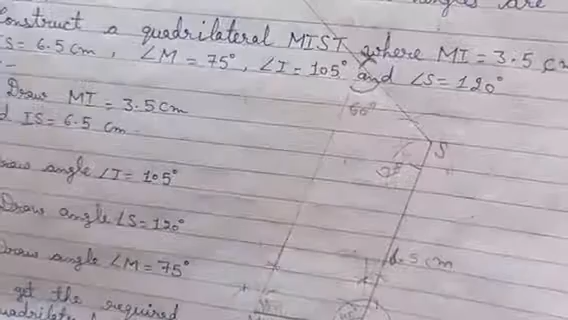 angles are
Construct a quadrilateral MIST where MI = 3.5 cm
IS = 6.5 cm, ∠M = 75°, ∠I = 105° and ∠S = 120°
Draw MI = 3.5 cm
IS = 6.5 cm
60°
S
Draw angle ∠I = 105°
Draw angle ∠S = 120°
6.5 cm
Draw angle ∠M = 75°
get the required